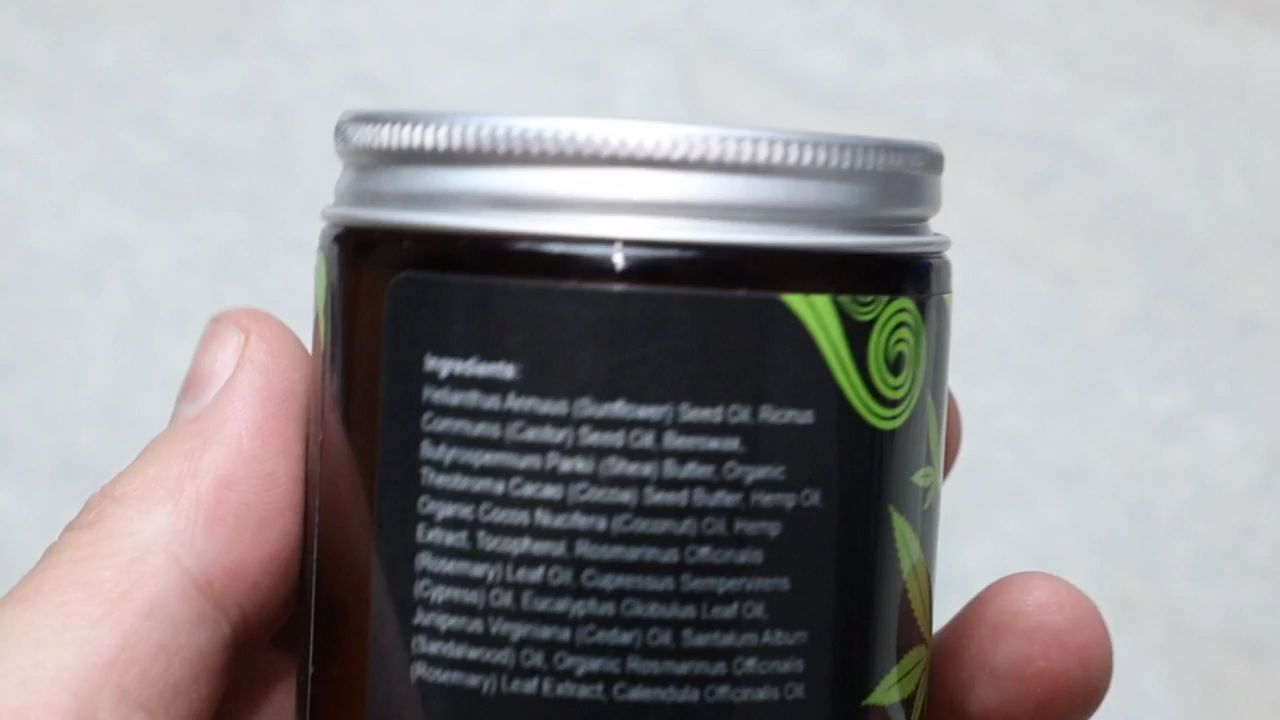 Ingredients:
Helianthus Annuus (Sunflower) Seed Oil, Ricinus
Communis (Castor) Seed Oil, Beeswax,
Butyrospermum Parkii (Shea) Butter, Organic
Theobroma Cacao (Cocoa) Seed Butter, Hemp Oil,
Organic Cocos Nucifera (Coconut) Oil, Hemp
Extract, Tocopherol, Rosmarinus Officinalis
(Rosemary) Leaf Oil, Cupressus Sempervirens
(Cypress) Oil, Eucalyptus Globulus Leaf Oil,
Juniperus Virginiana (Cedar) Oil, Santalum Album
(Sandalwood) Oil, Organic Rosmarinus Officinalis
(Rosemary) Leaf Extract, Calendula Officinalis Oil